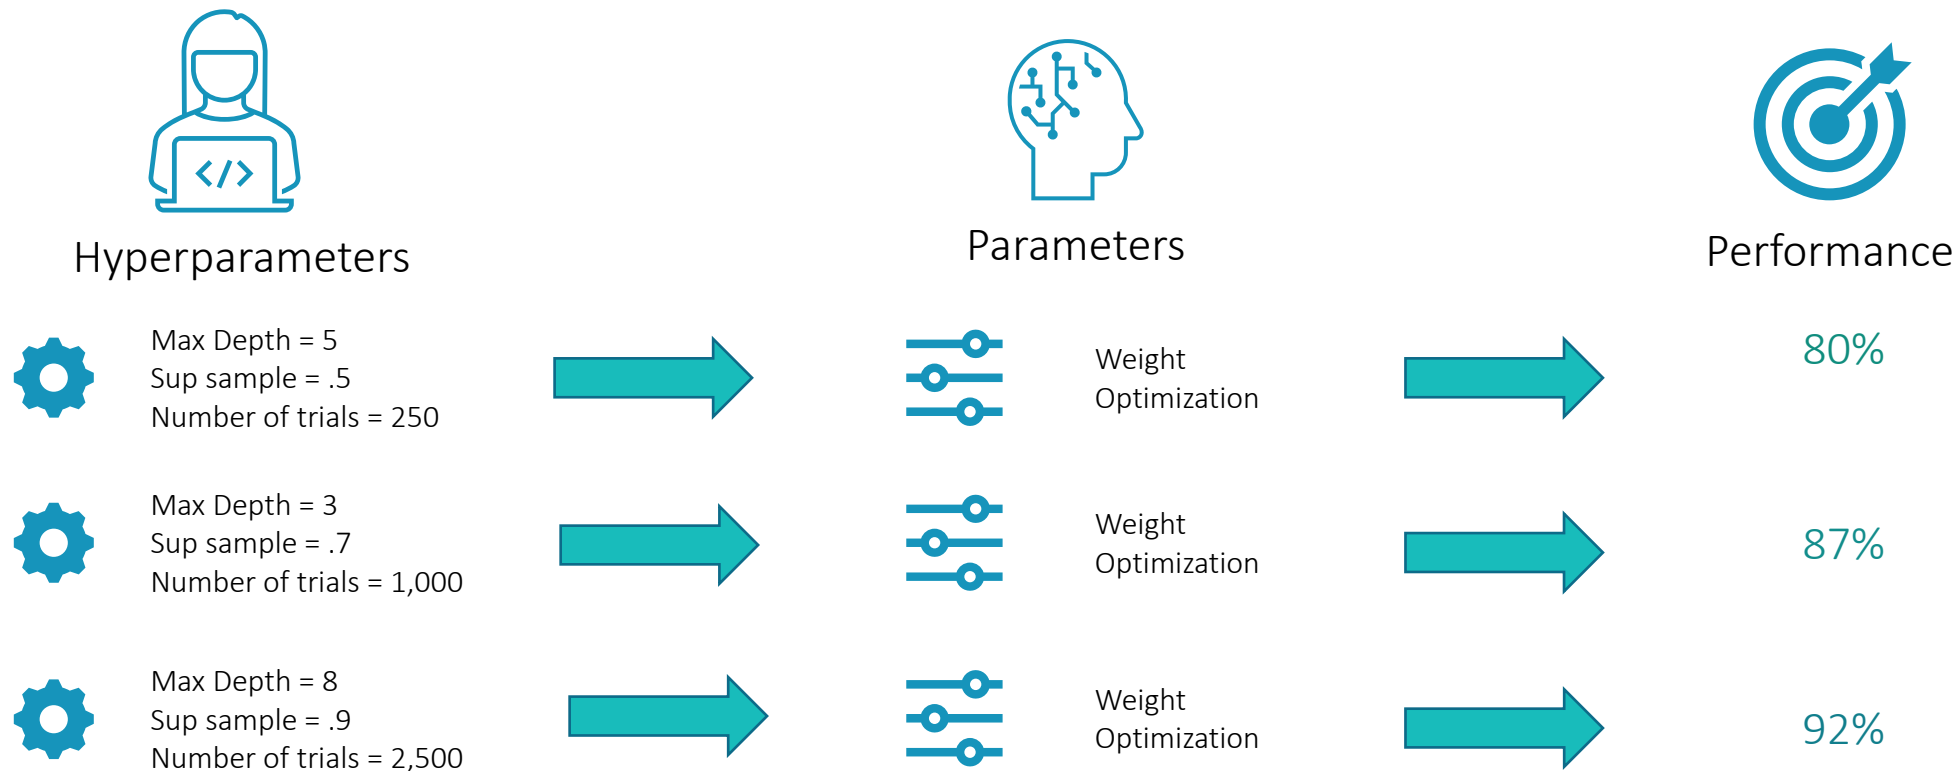 </>
Hyperparameters
Parameters
Performance
Max Depth = 5
Sup sample = .5
Number of trials = 250
Weight
Optimization
80%
Max Depth = 3
Sup sample = .7
Number of trials = 1,000
Weight
Optimization
87%
Max Depth = 8
Sup sample = .9
Number of trials = 2,500
Weight
Optimization
92%